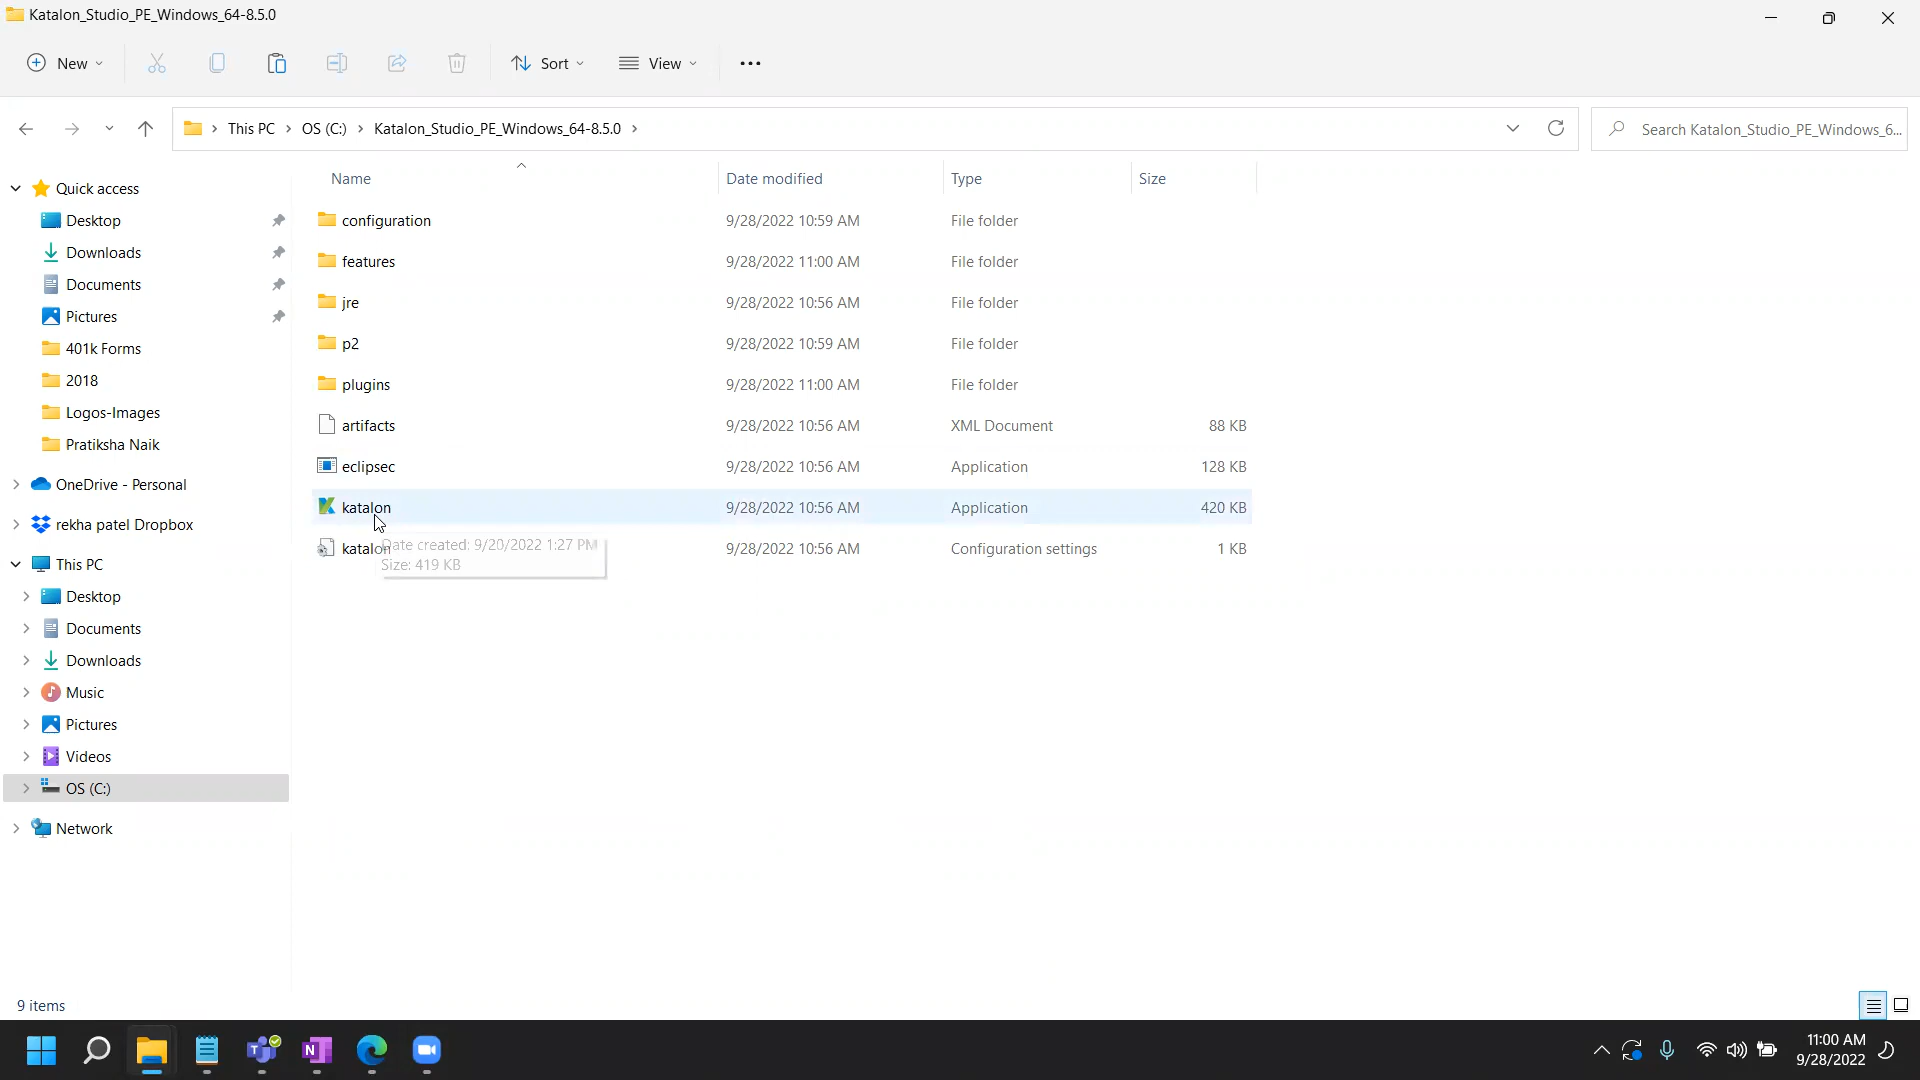 Katalon_Studio_PE_Windows_64-8.5.0
New
Sort
View
This PC
OS (C:)
Katalon_Studio_PE_Windows_64-8.5.0
Search Katalon_Studio_PE_Windows_6...
Name
Date modified
Type
Size
Quick access
Desktop
Downloads
Documents
Pictures
401k Forms
2018
Logos-Images
Pratiksha Naik
OneDrive - Personal
rekha patel Dropbox
This PC
Desktop
Documents
Downloads
Music
Pictures
Videos
OS (C:)
Network
configuration 9/28/2022 10:59 AM File folder
features 9/28/2022 11:00 AM File folder
jre 9/28/2022 10:56 AM File folder
p2 9/28/2022 10:59 AM File folder
plugins 9/28/2022 11:00 AM File folder
artifacts 9/28/2022 10:56 AM XML Document 88 KB
eclipsec 9/28/2022 10:56 AM Application 128 KB
katalon 9/28/2022 10:56 AM Application 420 KB
katalon 9/28/2022 10:56 AM Configuration settings 1 KB
Date created: 9/20/2022 1:27 PM
Size: 419 KB
9 items
11:00 AM
9/28/2022